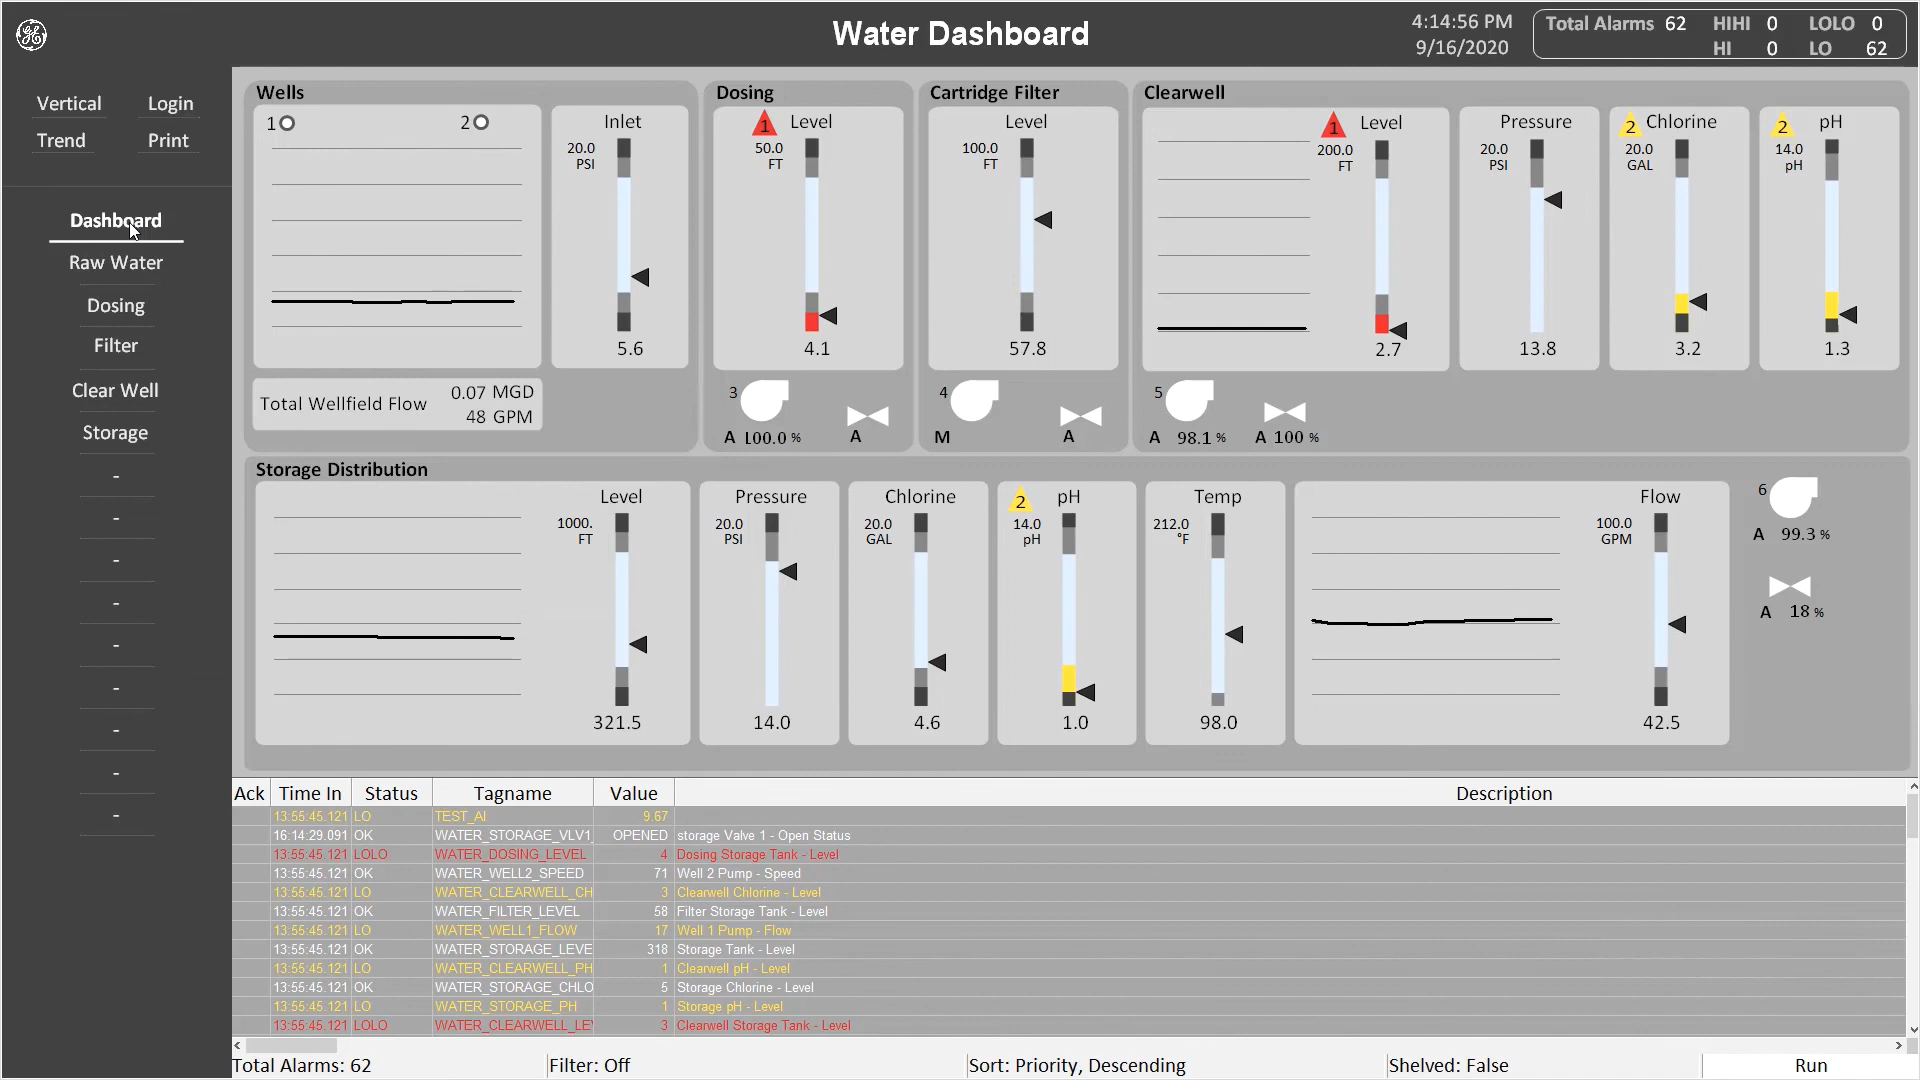 Water Dashboard
4:14:56 PM
9/16/2020
Total Alarms 62 HIHI 0 LOLO 0
HI 0 LO 62
Vertical Login
Trend Print
Dashboard
Raw Water
Dosing
Filter
Clear Well
Storage
-
-
-
-
-
-
-
-
-
Wells
1 2
Inlet
20.0
PSI
5.6
Total Wellfield Flow 0.07 MGD
48 GPM
Dosing
1 Level
50.0
FT
4.1
3
A 100.0 %
A
Cartridge Filter
Level
100.0
FT
57.8
4
M
A
Clearwell
1 Level
200.0
FT
2.7
Pressure
20.0
PSI
13.8
2 Chlorine
20.0
GAL
3.2
2 pH
14.0
pH
1.3
5
A 98.1 %
A 100 %
Storage Distribution
Level
1000.
FT
321.5
Pressure
20.0
PSI
14.0
Chlorine
20.0
GAL
4.6
2 pH
14.0
pH
1.0
Temp
212.0
°F
98.0
Flow
100.0
GPM
42.5
6
A 99.3 %
A 18 %
Ack Time In Status Tagname Value Description
13:55:45.121 LO TEST_AI 9.67
16:14:29.091 OK WATER_STORAGE_VLV1_ OPENED storage Valve 1 - Open Status
13:55:45.121 LOLO WATER_DOSING_LEVEL 4 Dosing Storage Tank - Level
13:55:45.121 OK WATER_WELL2_SPEED 71 Well 2 Pump - Speed
13:55:45.121 LO WATER_CLEARWELL_CH 3 Clearwell Chlorine - Level
13:55:45.121 OK WATER_FILTER_LEVEL 58 Filter Storage Tank - Level
13:55:45.121 LO WATER_WELL1_FLOW 17 Well 1 Pump - Flow
13:55:45.121 OK WATER_STORAGE_LEVE 318 Storage Tank - Level
13:55:45.121 LO WATER_CLEARWELL_PH 1 Clearwell pH - Level
13:55:45.121 OK WATER_STORAGE_CHLO 5 Storage Chlorine - Level
13:55:45.121 LO WATER_STORAGE_PH 1 Storage pH - Level
13:55:45.121 LOLO WATER_CLEARWELL_LE 3 Clearwell Storage Tank - Level
Total Alarms: 62 Filter: Off Sort: Priority, Descending Shelved: False Run